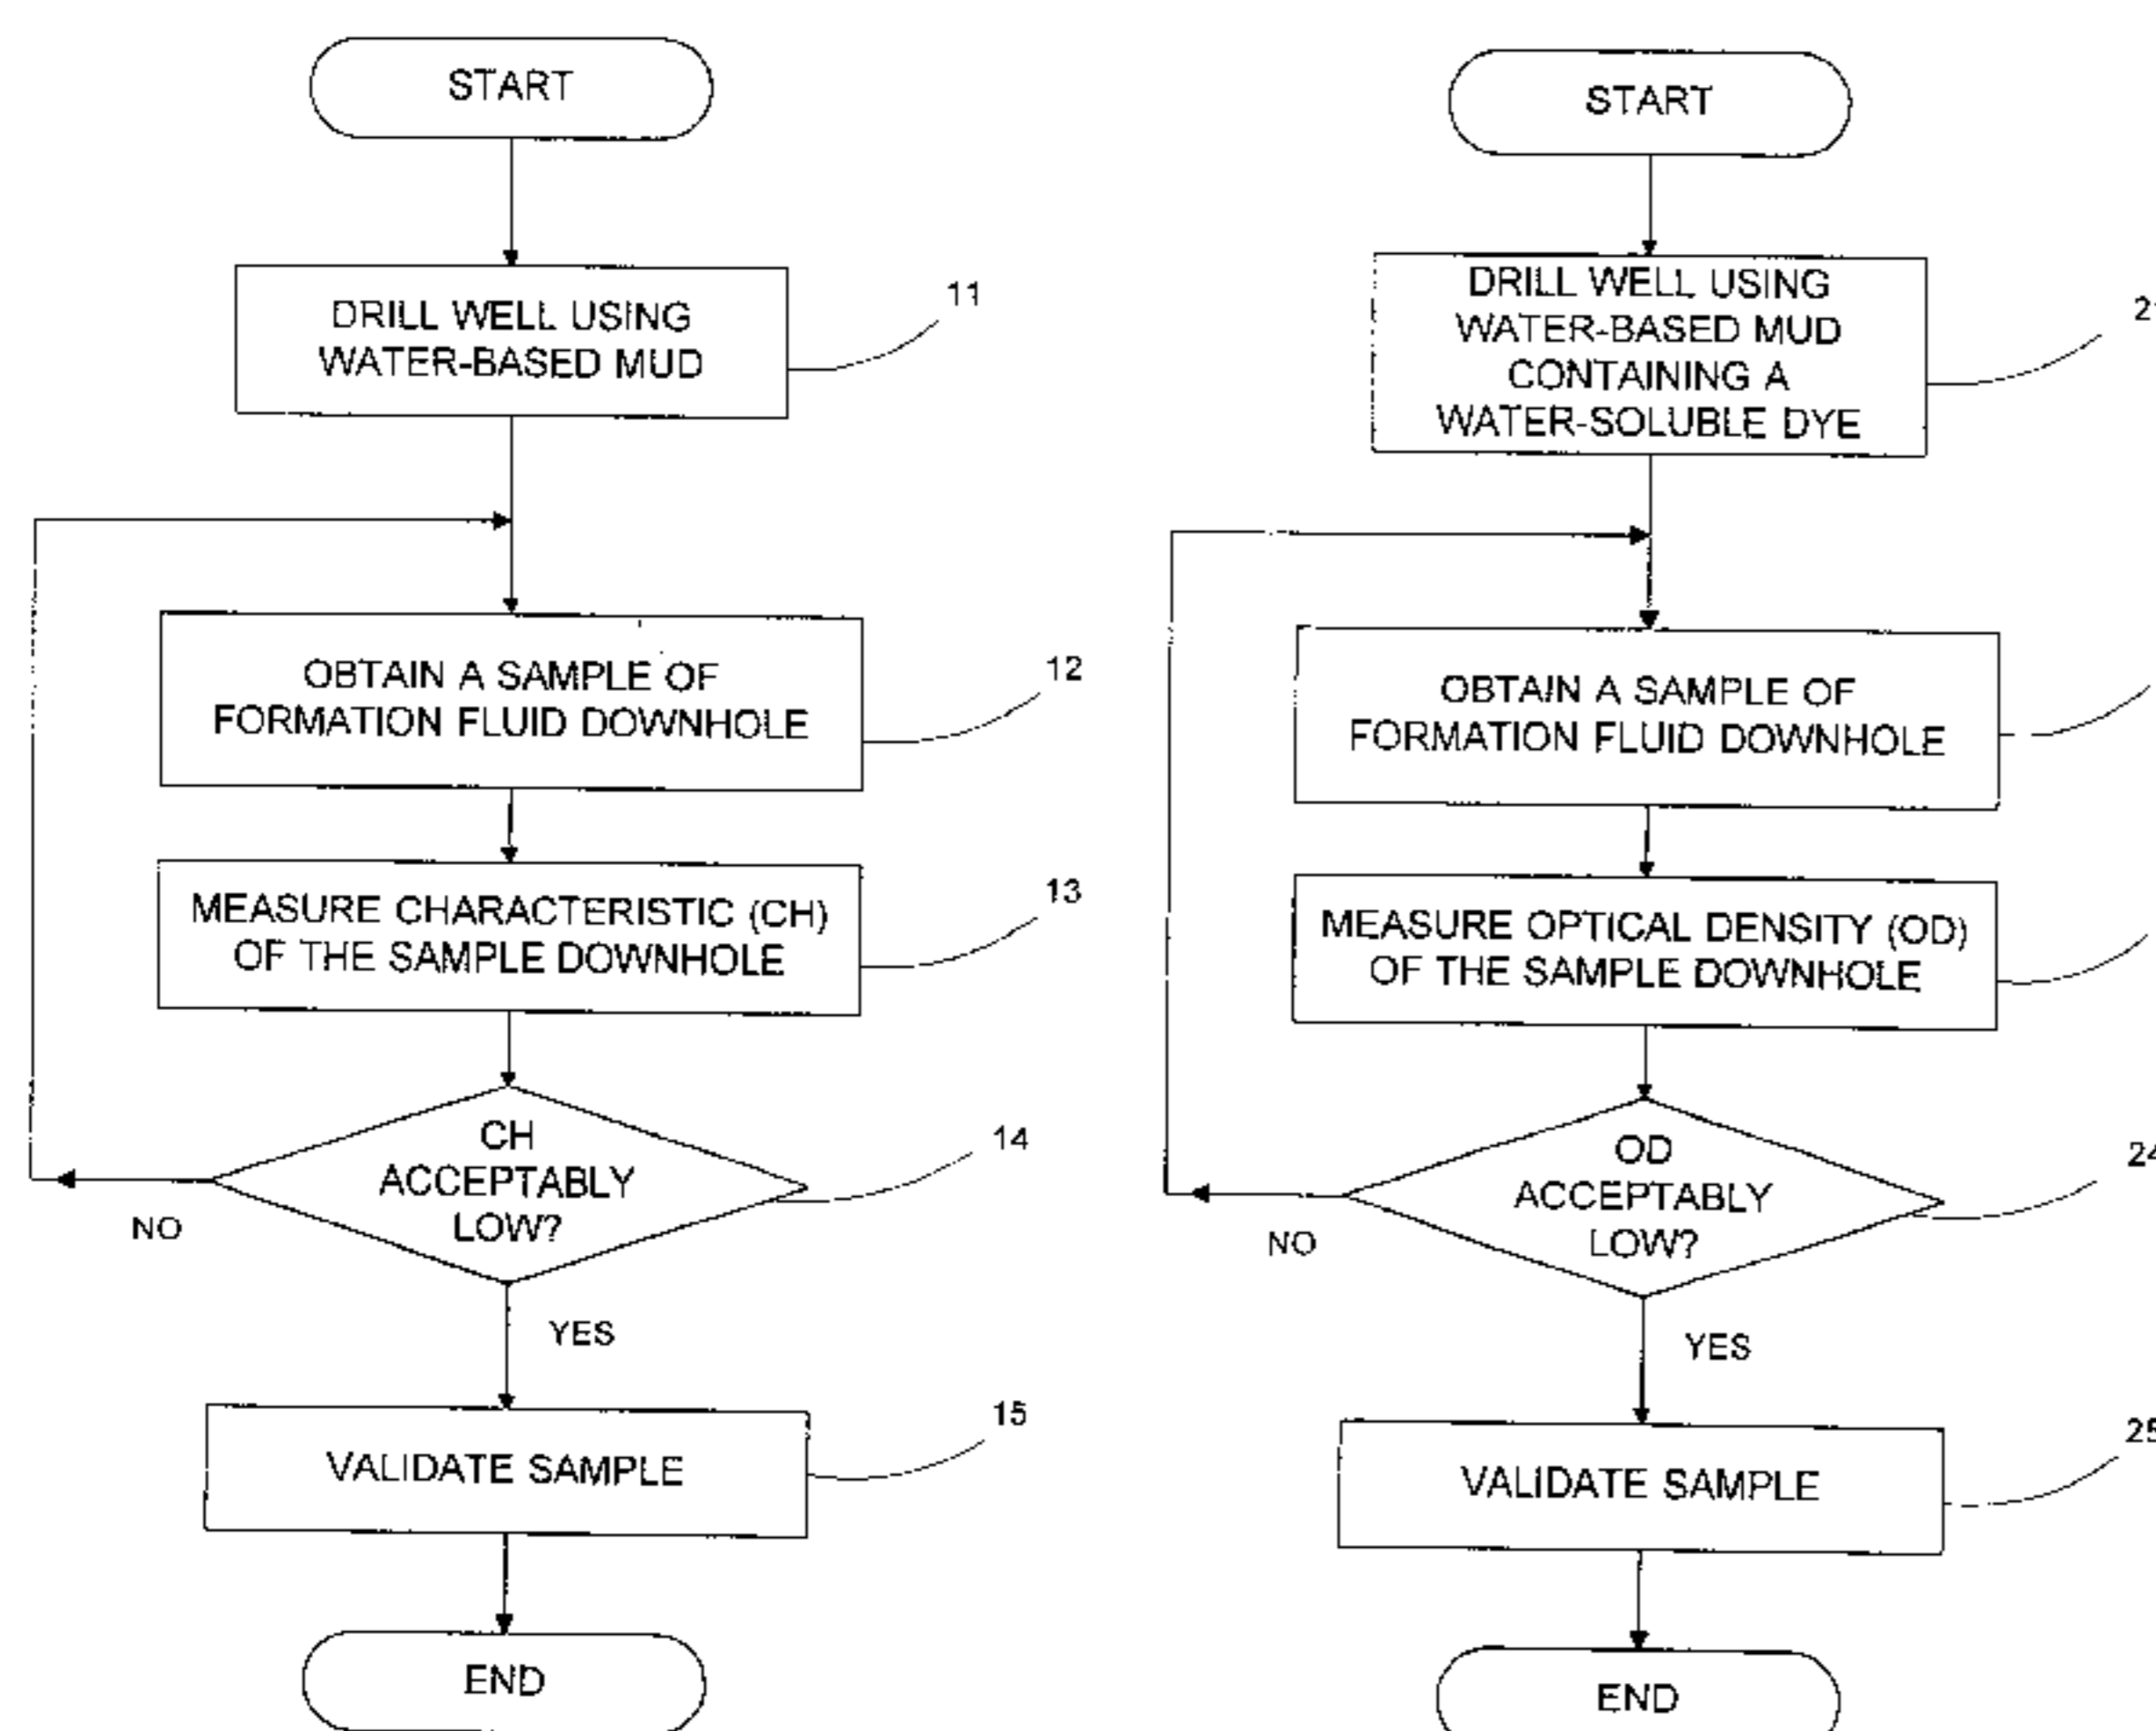 START
DRILL WELL USING
WATER-BASED MUD
11
OBTAIN A SAMPLE OF
FORMATION FLUID DOWNHOLE
12
MEASURE CHARACTERISTIC (CH)
OF THE SAMPLE DOWNHOLE
13
CH
ACCEPTABLY
LOW?
14
NO
YES
VALIDATE SAMPLE
15
END
START
DRILL WELL USING
WATER-BASED MUD
CONTAINING A
WATER-SOLUBLE DYE
OBTAIN A SAMPLE OF
FORMATION FLUID DOWNHOLE
MEASURE OPTICAL DENSITY (OD)
OF THE SAMPLE DOWNHOLE
OD
ACCEPTABLY
LOW?
24
NO
YES
VALIDATE SAMPLE
25
END